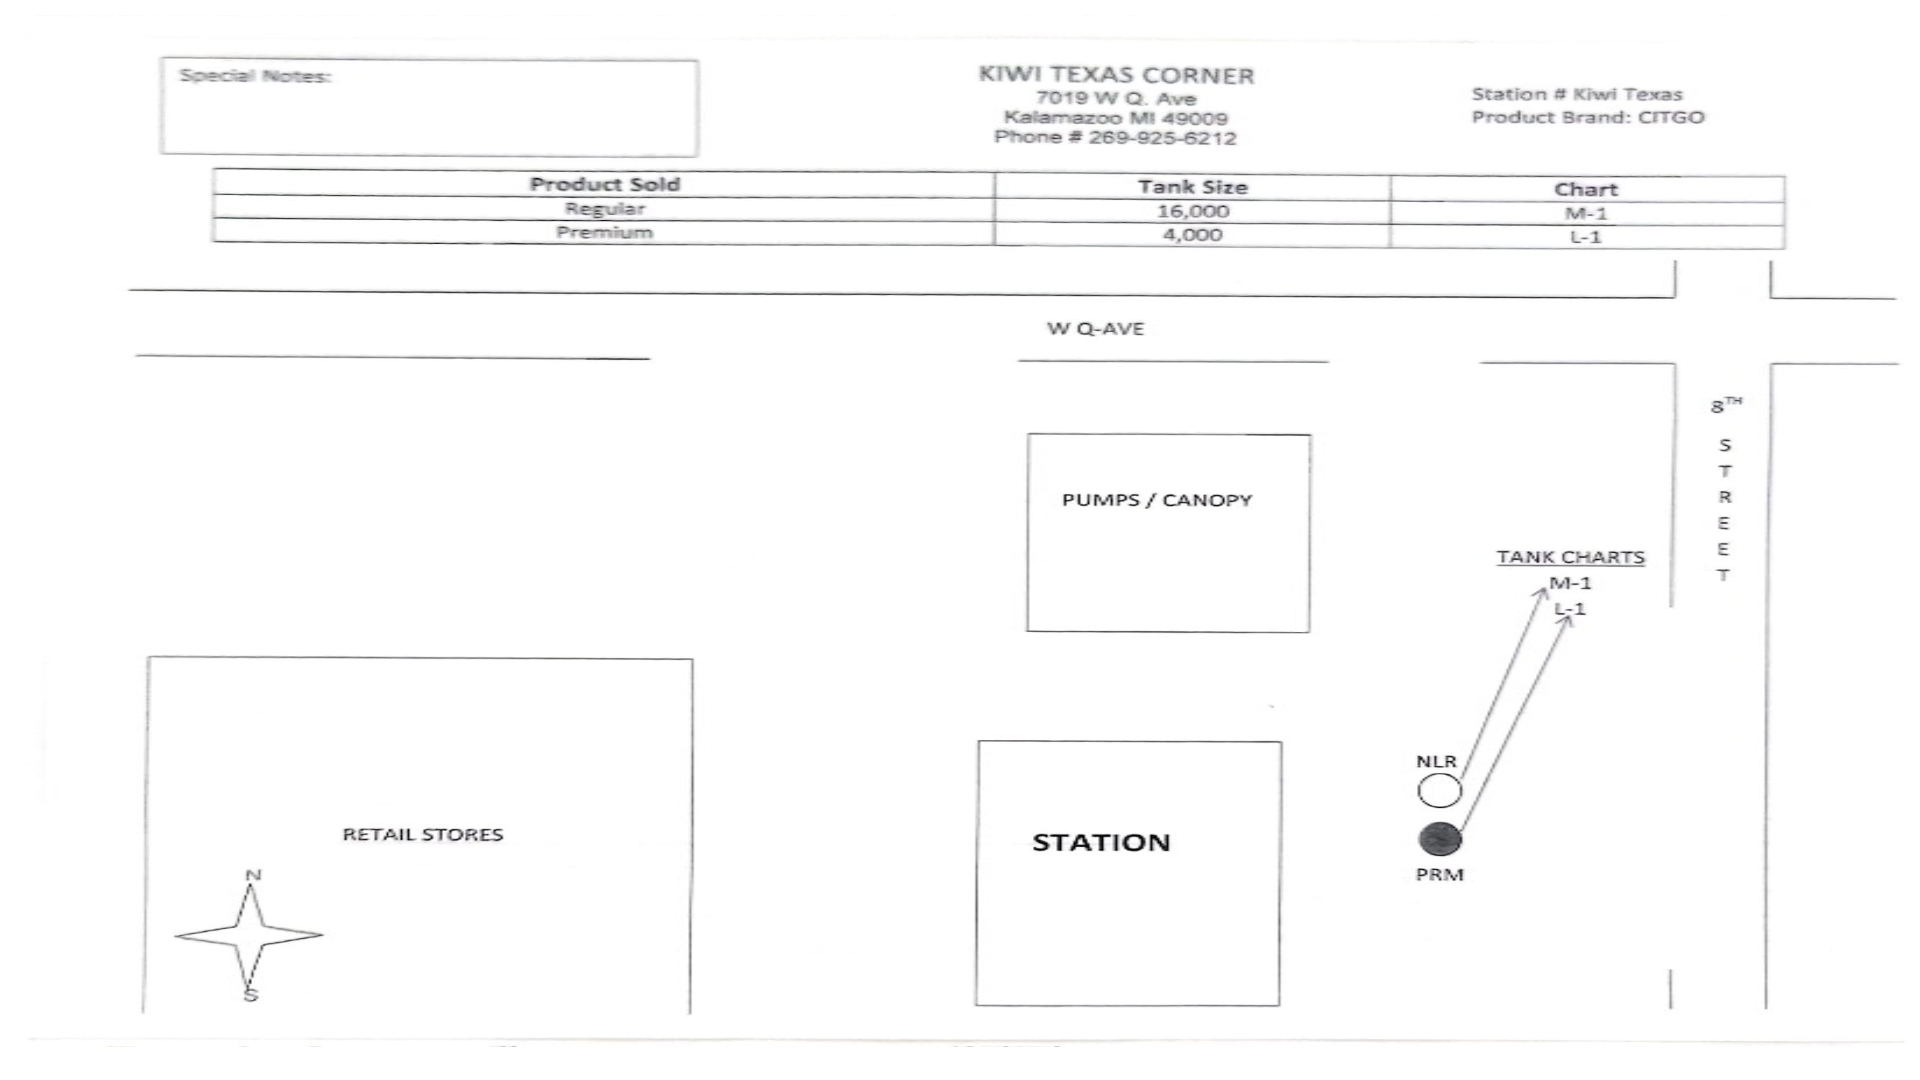 Special Notes:
KIWI TEXAS CORNER
7019 W Q. Ave
Kalamazoo MI 49009
Phone # 269-925-6212
Station # Kiwi Texas
Product Brand: CITGO
Product Sold Tank Size Chart
Regular 16,000 M-1
Premium 4,000 L-1
W Q-AVE
8TH
STREET
PUMPS / CANOPY
TANK CHARTS
M-1
L-1
NLR
PRM
STATION
RETAIL STORES
N
S